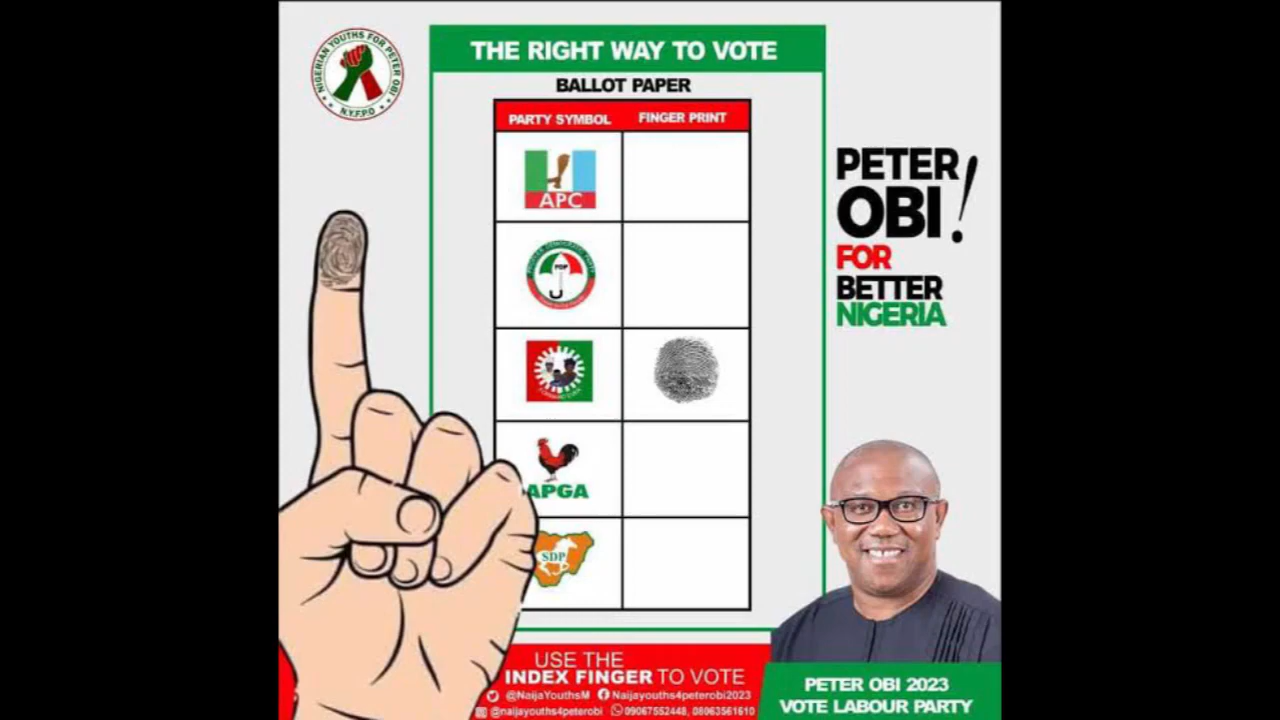 NIGERIAN YOUTHS FOR PETER OBI
N.Y.F.P.O
THE RIGHT WAY TO VOTE
BALLOT PAPER
PARTY SYMBOL
FINGER PRINT
APC
PDP
APGA
SDP
PETER
OBI!
FOR
BETTER
NIGERIA
USE THE
INDEX FINGER TO VOTE
@NaijaYouthsM Naijayouths4peterobi2023
@naijayouths4peterobi 09067552448, 08063561610
PETER OBI 2023
VOTE LABOUR PARTY